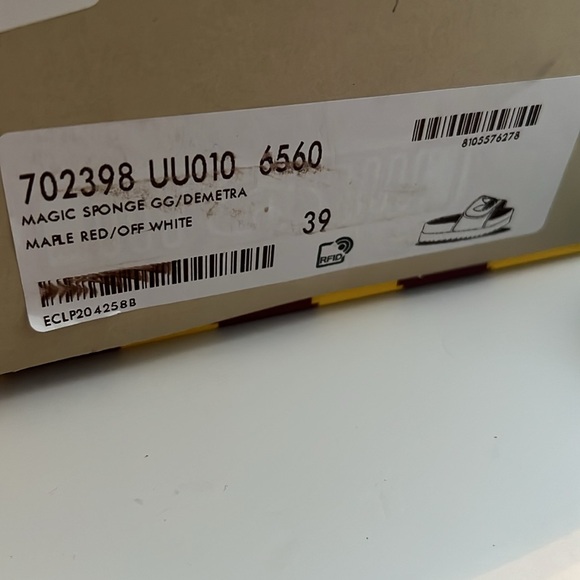 702398 UU010 6560
MAGIC SPONGE GG/DEMETRA
MAPLE RED/OFF WHITE
39
RFID
ECLP204258B
8105576278